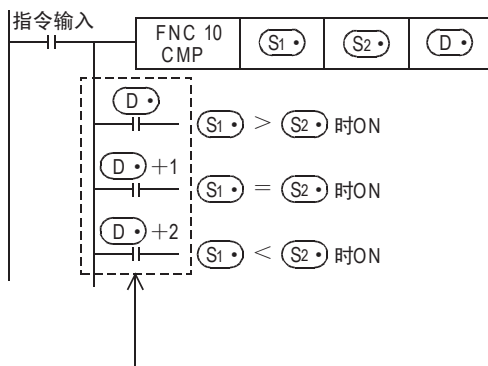 指令输入
FNC 10
CMP
S1・
S2・
D・
D・
S1・ > S2・ 时ON
D・ +1
S1・ = S2・ 时ON
D・ +2
S1・ < S2・ 时ON